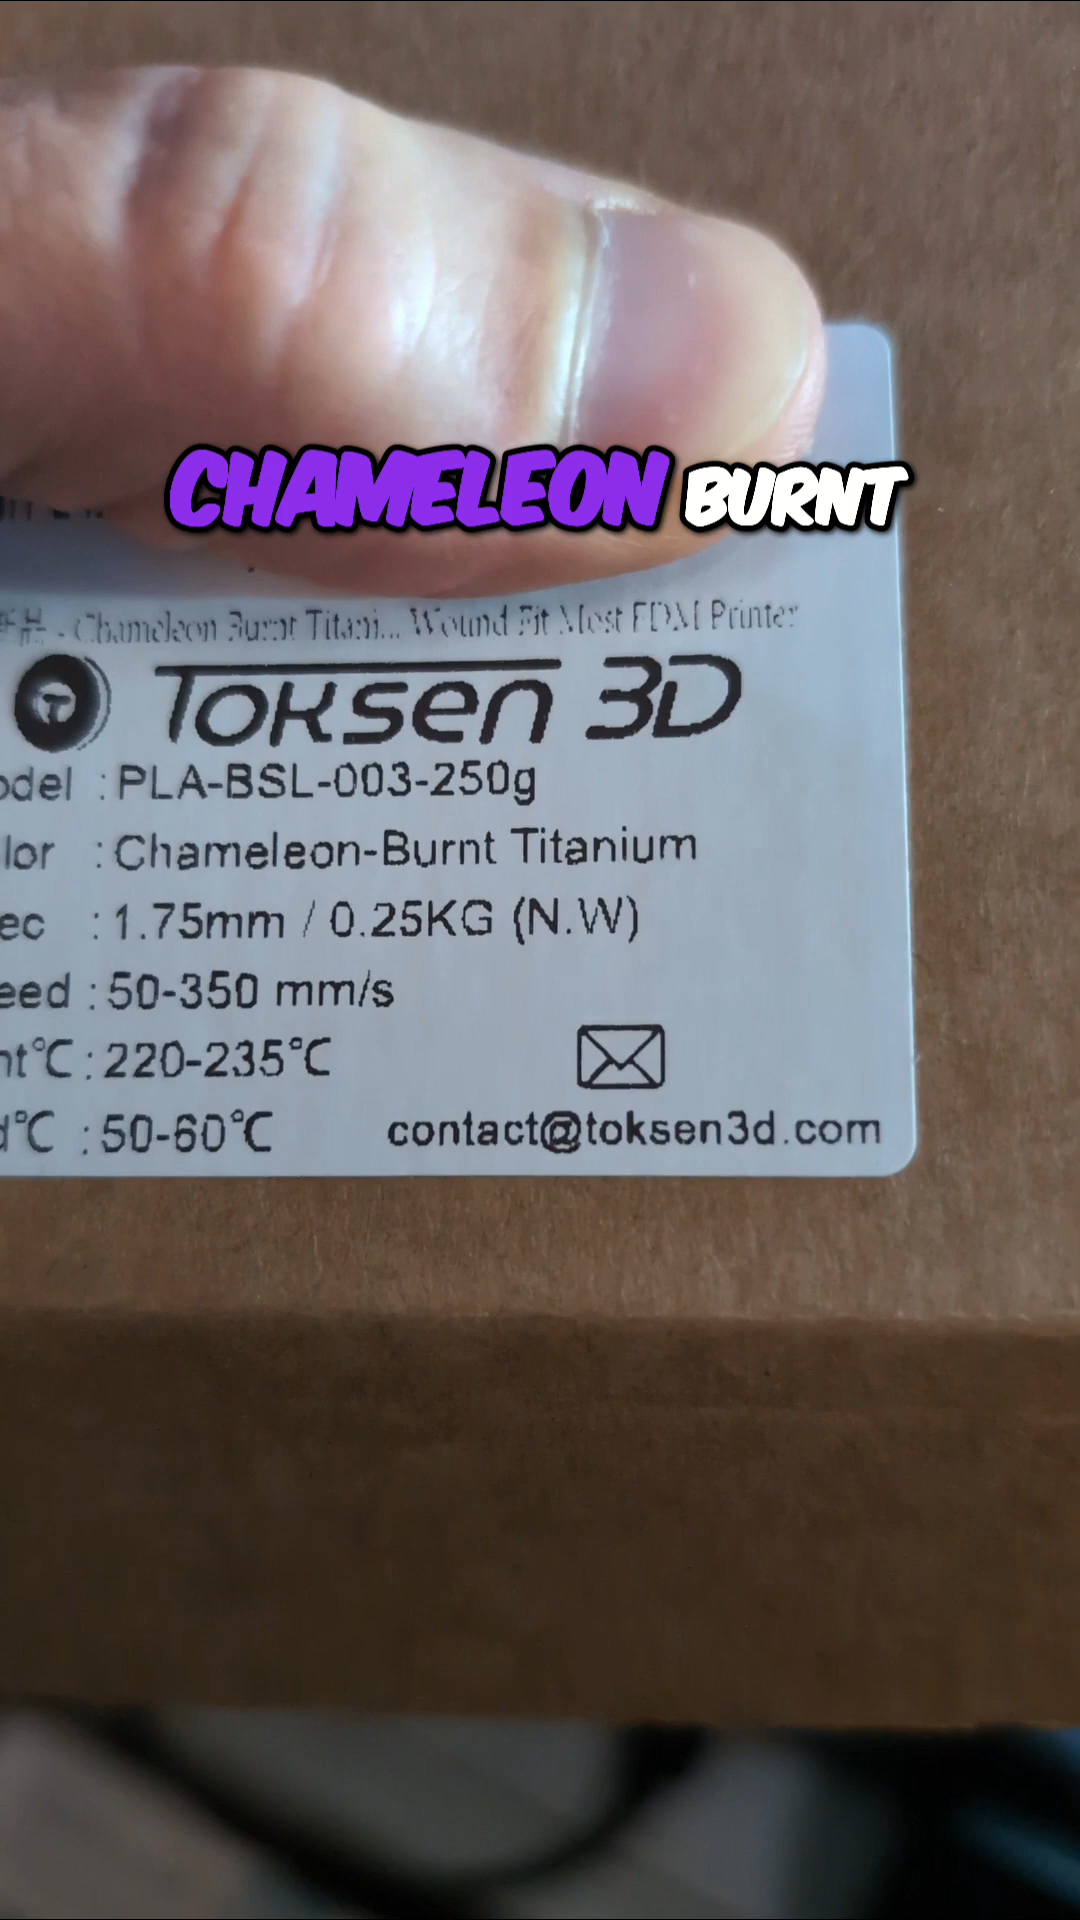 CHAMELEON BURNT
- Chameleon Burnt Titani... Wound Fit Most FDM Printer
TOKSEN 3D
odel : PLA-BSL-003-250g
lor : Chameleon-Burnt Titanium
ec : 1.75mm / 0.25KG (N.W)
eed : 50-350 mm/s
nt°C : 220-235°C
d°C : 50-60°C
contact@toksen3d.com